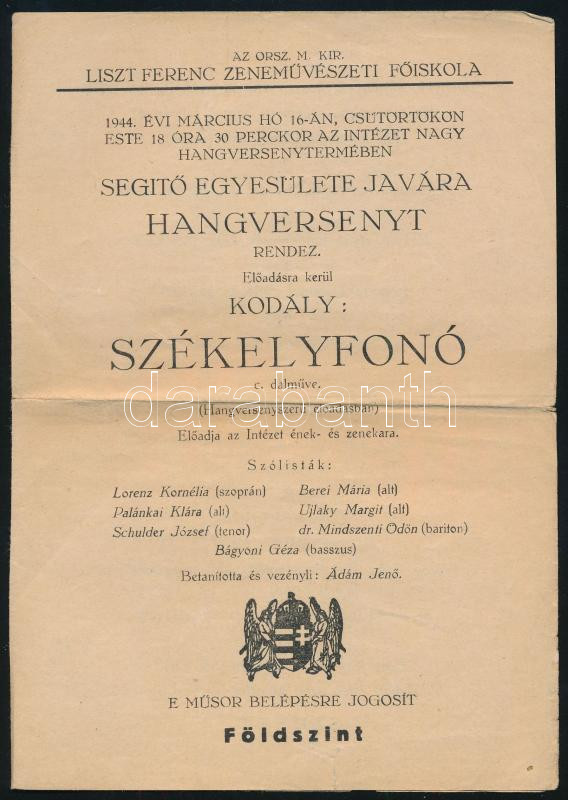 AZ ORSZ. M. KIR.
LISZT FERENC ZENEMŰVÉSZETI FŐISKOLA
1944. ÉVI MÁRCIUS HÓ 16-ÁN, CSÜTÖRTÖKÖN
ESTE 18 ÓRA 30 PERCKOR AZ INTÉZET NAGY
HANGVERSENYTERMÉBEN
SEGITŐ EGYESÜLETE JAVÁRA
HANGVERSENYT
RENDEZ.
Előadásra kerül
KODÁLY:
SZÉKELYFONÓ
c. dalműve.
(Hangversenyszerű előadásban)
darabanth
Előadja az Intézet ének- és zenekara.
Szólisták:
Lorenz Kornélia (szoprán) Berei Mária (alt)
Palánkai Klára (alt) Ujlaky Margit (alt)
Schulder József (tenor) dr. Mindszenti Ödön (bariton)
Bágyoni Géza (basszus)
Betanította és vezényli: Ádám Jenő.
E MŰSOR BELÉPÉSRE JOGOSÍT
Földszint